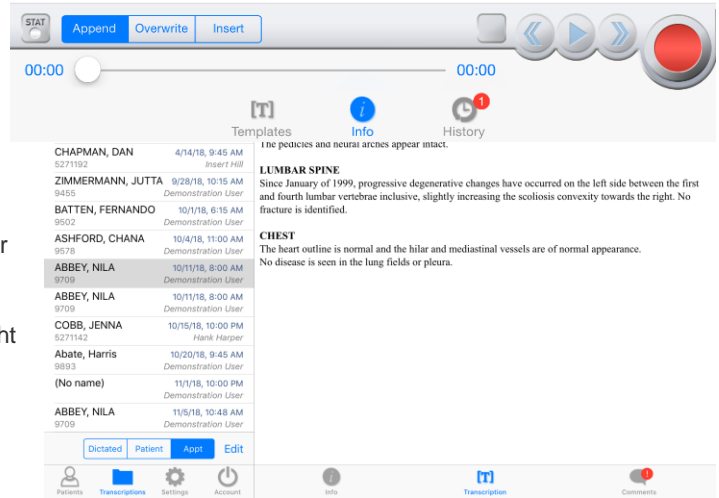 STAT
Append Overwrite Insert
00:00 00:00
[T] i 1
Templates Info History
CHAPMAN, DAN 4/14/18, 9:45 AM
5271192 Insert Hill
ZIMMERMANN, JUTTA 9/28/18, 10:15 AM
9455 Demonstration User
BATTEN, FERNANDO 10/1/18, 6:15 AM
9502 Demonstration User
ASHFORD, CHANA 10/4/18, 11:00 AM
9578 Demonstration User
ABBEY, NILA 10/11/18, 8:00 AM
9709 Demonstration User
ABBEY, NILA 10/11/18, 8:00 AM
9709 Demonstration User
COBB, JENNA 10/15/18, 10:00 PM
5271142 Hank Harper
Abate, Harris 10/20/18, 9:45 AM
9893 Demonstration User
(No name) 11/1/18, 10:00 PM
Demonstration User
ABBEY, NILA 11/5/18, 10:48 AM
9709 Demonstration User
Dictated Patient Appt Edit
Patients Transcriptions Settings Account
r
ht
The pedicles and neural arches appear intact.
LUMBAR SPINE
Since January of 1999, progressive degenerative changes have occurred on the left side between the first
and fourth lumbar vertebrae inclusive, slightly increasing the scoliosis convexity towards the right. No
fracture is identified.
CHEST
The heart outline is normal and the hilar and mediastinal vessels are of normal appearance.
No disease is seen in the lung fields or pleura.
i [T] !
Info Transcription Comments